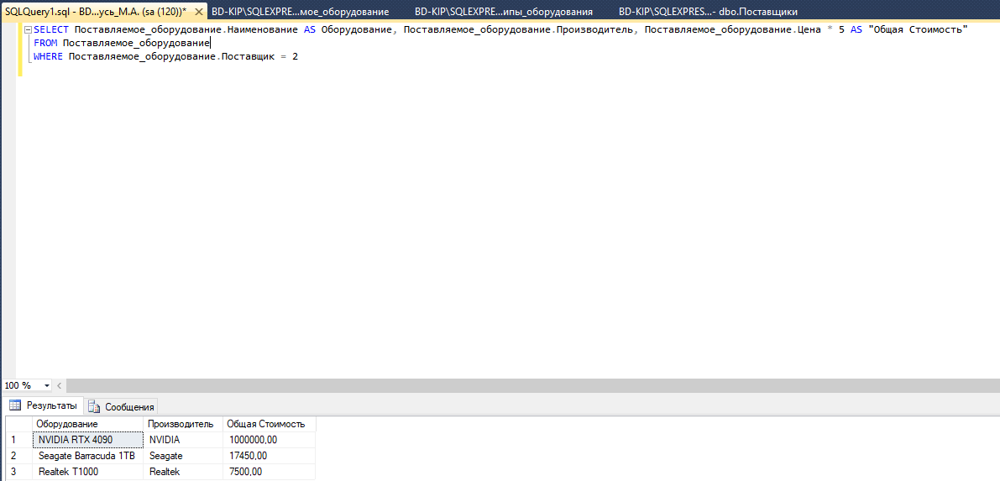 SQLQuery1.sql - BD...усь_М.А. (sa (120))* BD-KIP\SQLEXPRE...мое_оборудование BD-KIP\SQLEXPRE...ипы_оборудования BD-KIP\SQLEXPRES...- dbo.Поставщики
SELECT Поставляемое_оборудование.Наименование AS Оборудование, Поставляемое_оборудование.Производитель, Поставляемое_оборудование.Цена * 5 AS "Общая Стоимость"
FROM Поставляемое_оборудование
WHERE Поставляемое_оборудование.Поставщик = 2
100 %
Результаты Сообщения
Оборудование Производитель Общая Стоимость
1 NVIDIA RTX 4090 NVIDIA 1000000,00
2 Seagate Barracuda 1TB Seagate 17450,00
3 Realtek T1000 Realtek 7500,00